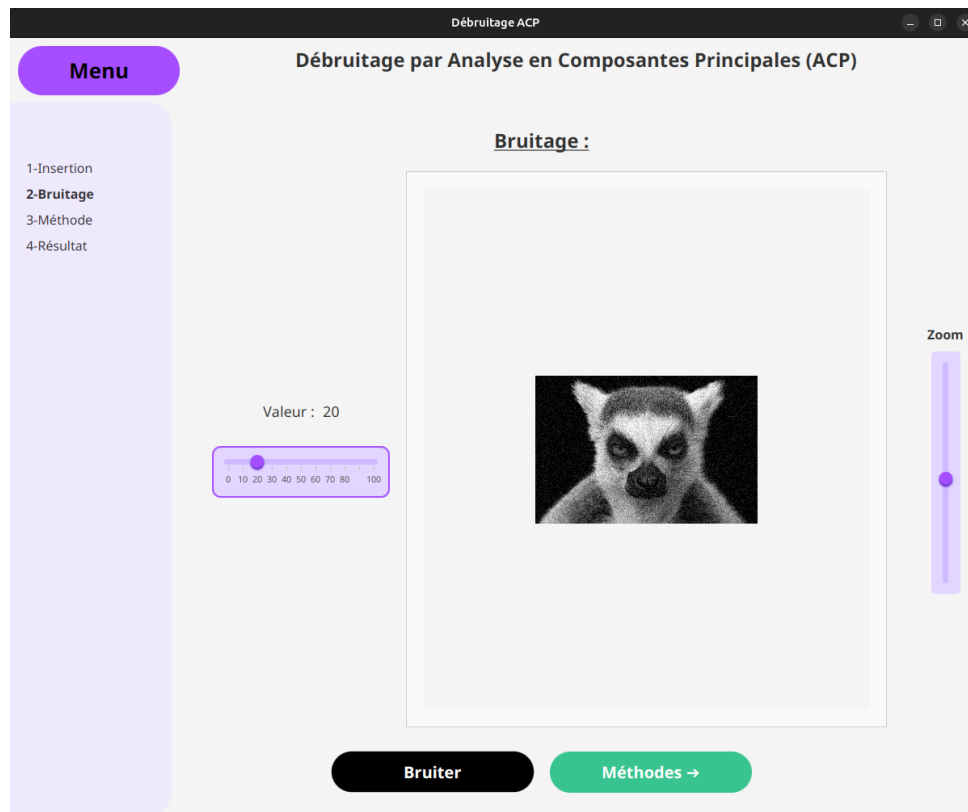 Débruitage ACP
Menu
Débruitage par Analyse en Composantes Principales (ACP)
1-Insertion
2-Bruitage
3-Méthode
4-Résultat
Bruitage :
Valeur : 20
0 10 20 30 40 50 60 70 80 100
Zoom
Bruiter
Méthodes ➔